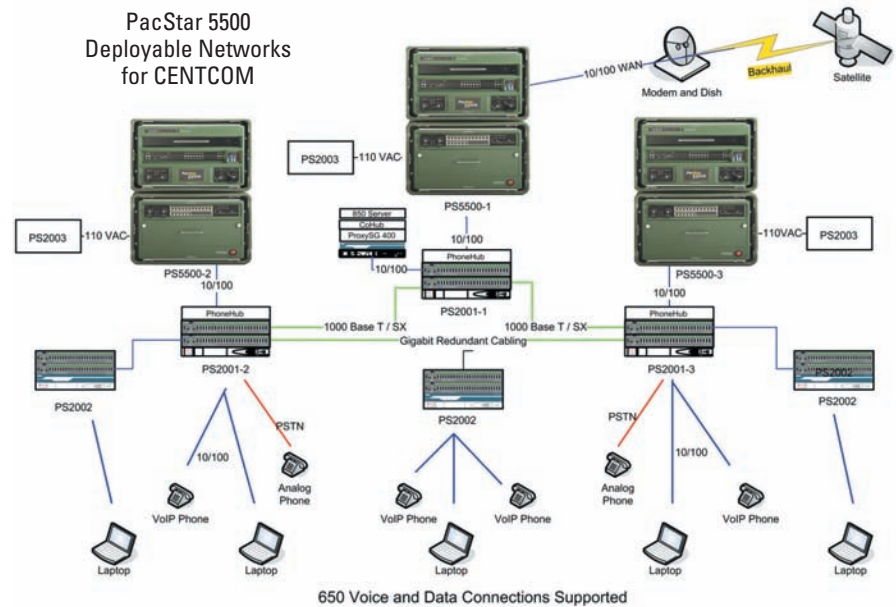 PacStar 5500
Deployable Networks
for CENTCOM
10/100 WAN
Backhaul
Modem and Dish
Satellite
PS2003
110 VAC
PS5500-1
PS2003
110 VAC
PS5500-2
110VAC
PS2003
PS5500-3
850 Server
CoHub
ProxySG 400
10/100
10/100
PhoneHub
PS2001-1
10/100
PhoneHub
PS2001-2
10/100
PhoneHub
PS2001-3
1000 Base T / SX
1000 Base T / SX
Gigabit Redundant Cabling
PS2002
PS2002
PS2002
PS2002
PSTN
10/100
Analog
Phone
VoIP Phone
Laptop
Laptop
VoIP Phone
VoIP Phone
Laptop
PSTN
10/100
Analog
Phone
VoIP Phone
Laptop
Laptop
650 Voice and Data Connections Supported